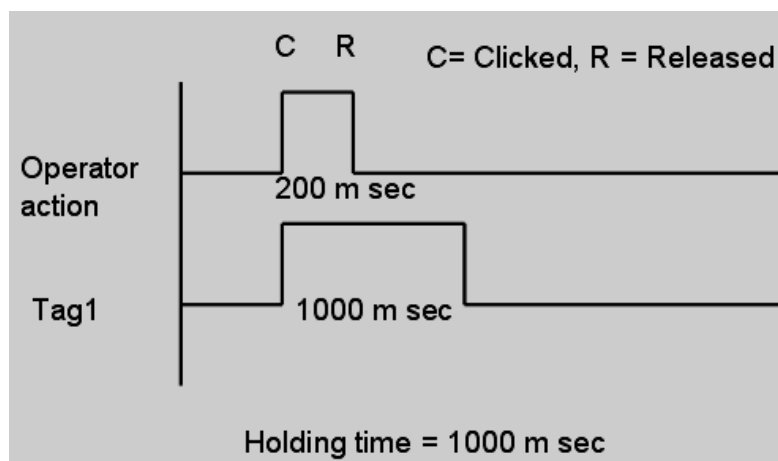 C R
C= Clicked, R = Released
Operator
action
200 m sec
Tag1
1000 m sec
Holding time = 1000 m sec